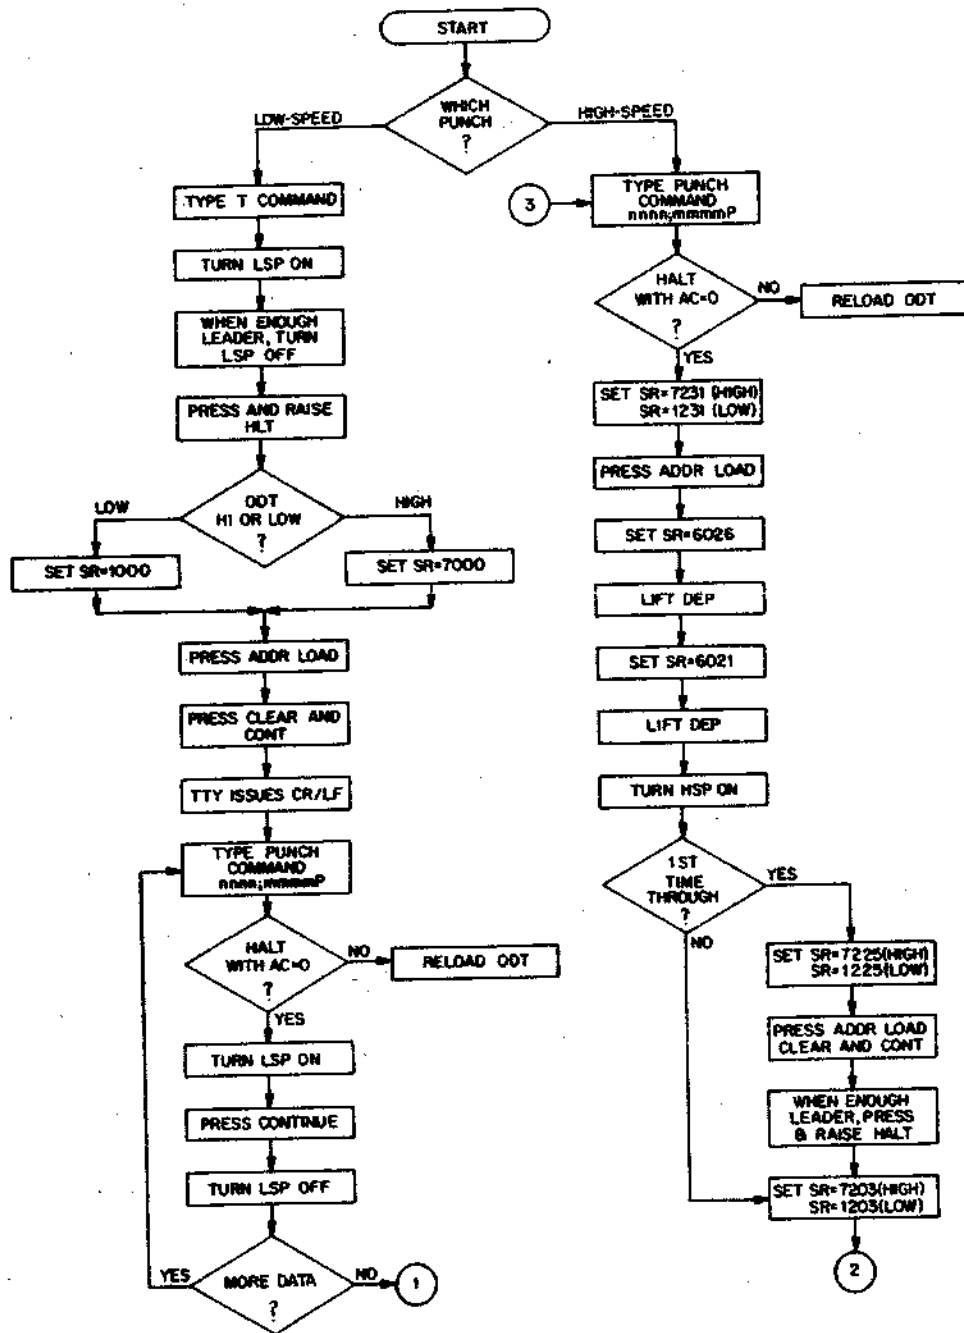 START
WHICH
PUNCH
?
LOW-SPEED
HIGH-SPEED
TYPE T COMMAND
TURN LSP ON
WHEN ENOUGH
LEADER, TURN
LSP OFF
PRESS AND RAISE
HLT
ODT
HI OR LOW
?
LOW
HIGH
SET SR=1000
SET SR=7000
PRESS ADDR LOAD
PRESS CLEAR AND
CONT
TTY ISSUES CR/LF
TYPE PUNCH
COMMAND
nnnn;mmmmP
HALT
WITH AC=0
?
NO
RELOAD ODT
YES
TURN LSP ON
PRESS CONTINUE
TURN LSP OFF
MORE DATA
?
YES
NO
1
3
TYPE PUNCH
COMMAND
nnnn;mmmmP
HALT
WITH AC=0
?
NO
RELOAD ODT
YES
SET SR=7231 (HIGH)
SR=1231 (LOW)
PRESS ADDR LOAD
SET SR=6026
LIFT DEP
SET SR=6021
LIFT DEP
TURN HSP ON
1ST
TIME
THROUGH
?
YES
NO
SET SR=7225(HIGH)
SR=1225(LOW)
PRESS ADDR LOAD
CLEAR AND CONT
WHEN ENOUGH
LEADER, PRESS
& RAISE HALT
SET SR=7203(HIGH)
SR=1203(LOW)
2